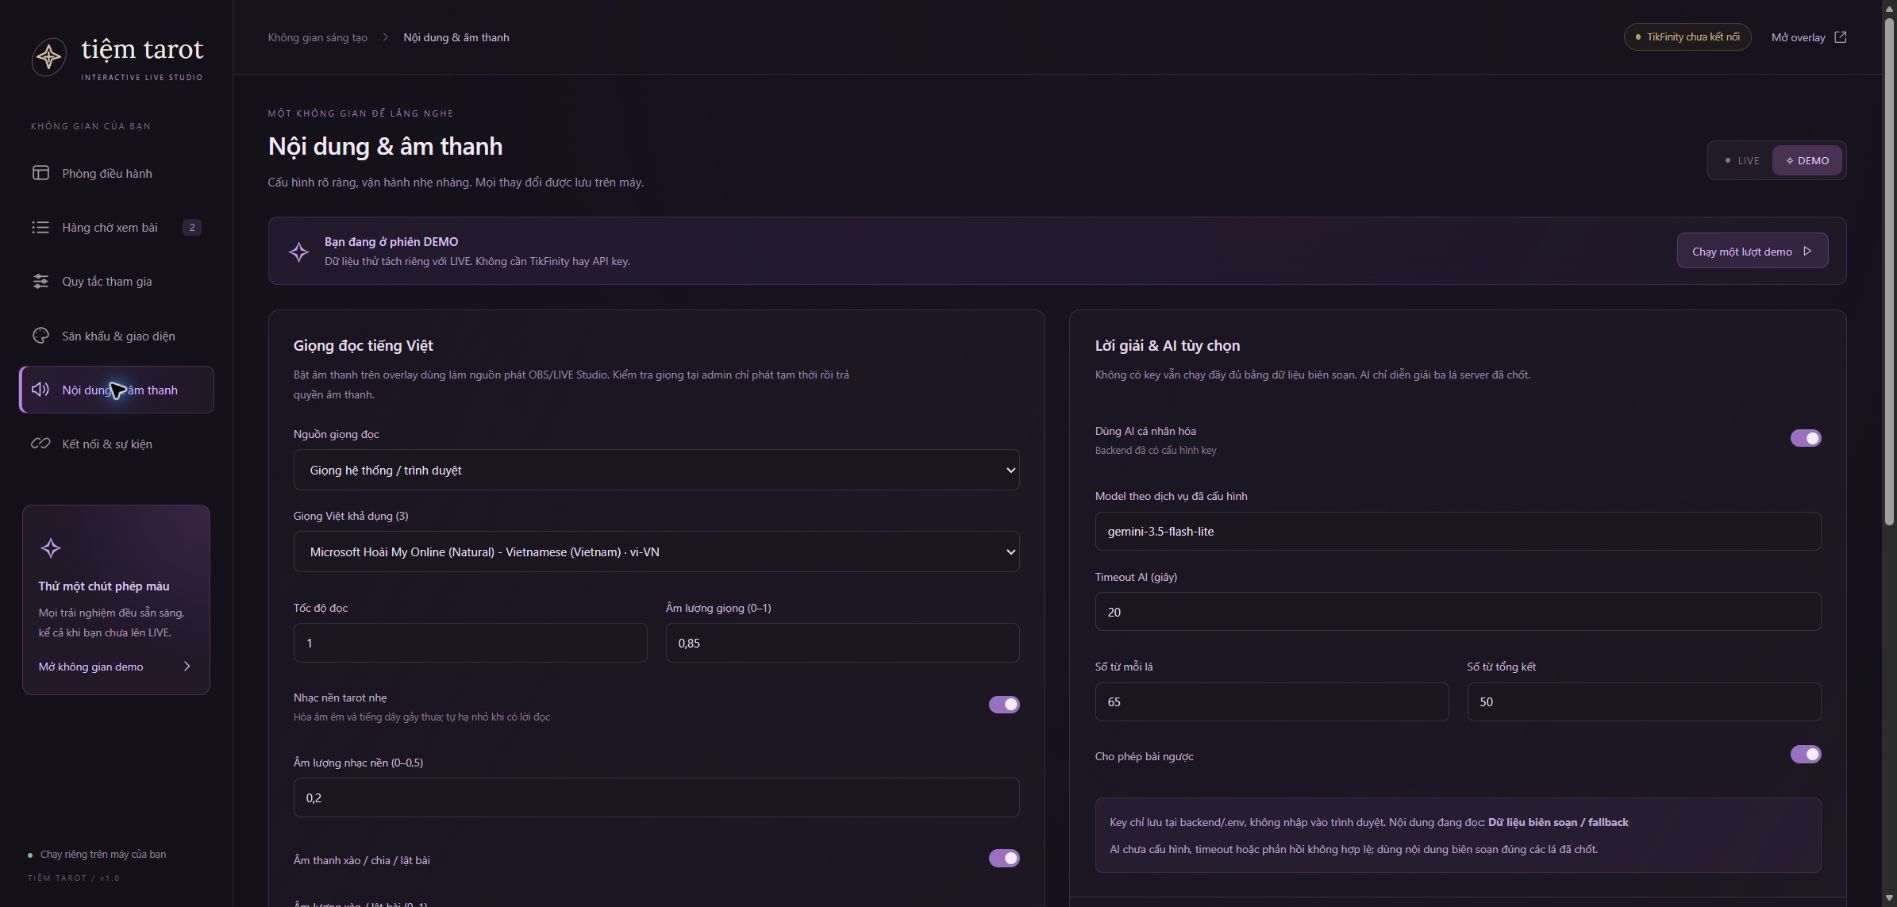 tiệm tarot
INTERACTIVE LIVE STUDIO
KHÔNG GIAN CỦA BẠN
Phòng điều hành
Hàng chờ xem bài 2
Quy tắc tham gia
Sân khấu & giao diện
Nội dung âm thanh
Kết nối & sự kiện
Thử một chút phép màu
Mọi trải nghiệm đều sẵn sàng,
kể cả khi bạn chưa lên LIVE.
Mở không gian demo
Chạy riêng trên máy của bạn
TIỆM TAROT / v1.0
Không gian sáng tạo > Nội dung & âm thanh
TikFinity chưa kết nối
Mở overlay
MỘT KHÔNG GIAN ĐỂ LẮNG NGHE
Nội dung & âm thanh
Cấu hình rõ ràng, vận hành nhẹ nhàng. Mọi thay đổi được lưu trên máy.
LIVE
DEMO
Bạn đang ở phiên DEMO
Dữ liệu thử tách riêng với LIVE. Không cần TikFinity hay API key.
Chạy một lượt demo
Giọng đọc tiếng Việt
Bật âm thanh trên overlay dùng làm nguồn phát OBS/LIVE Studio. Kiểm tra giọng tại admin chỉ phát tạm thời rồi trả
quyền âm thanh.
Nguồn giọng đọc
Giọng hệ thống / trình duyệt
Giọng Việt khả dụng (3)
Microsoft Hoài My Online (Natural) - Vietnamese (Vietnam) · vi-VN
Tốc độ đọc
1
Âm lượng giọng (0–1)
0,85
Nhạc nền tarot nhẹ
Hòa âm êm và tiếng dây gảy thưa; tự hạ nhỏ khi có lời đọc
Âm lượng nhạc nền (0–0,5)
0,2
Âm thanh xào / chia / lật bài
Âm lượng xào / lật bài (0–1)
Lời giải & AI tùy chọn
Không có key vẫn chạy đầy đủ bằng dữ liệu biên soạn. AI chỉ diễn giải ba lá server đã chốt.
Dùng AI cá nhân hóa
Backend đã có cấu hình key
Model theo dịch vụ đã cấu hình
gemini-3.5-flash-lite
Timeout AI (giây)
20
Số từ mỗi lá
65
Số từ tổng kết
50
Cho phép bài ngược
Key chỉ lưu tại backend/.env, không nhập vào trình duyệt. Nội dung đang đọc: Dữ liệu biên soạn / fallback
AI chưa cấu hình, timeout hoặc phản hồi không hợp lệ; dùng nội dung biên soạn đúng các lá đã chốt.